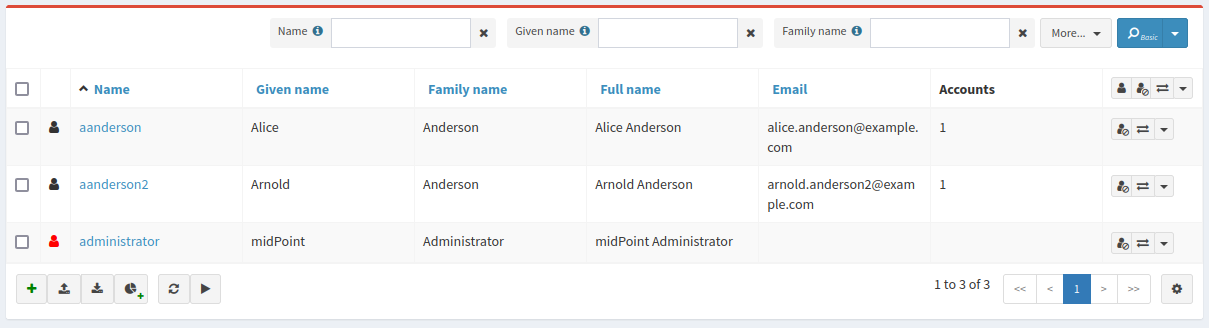 Name Given name Family name More... Basic
Name Given name Family name Full name Email Accounts
aanderson Alice Anderson Alice Anderson alice.anderson@example. 1
com
aanderson2 Arnold Anderson Arnold Anderson arnold.anderson2@exam 1
ple.com
administrator midPoint Administrator midPoint Administrator
1 to 3 of 3 << < 1 > >>